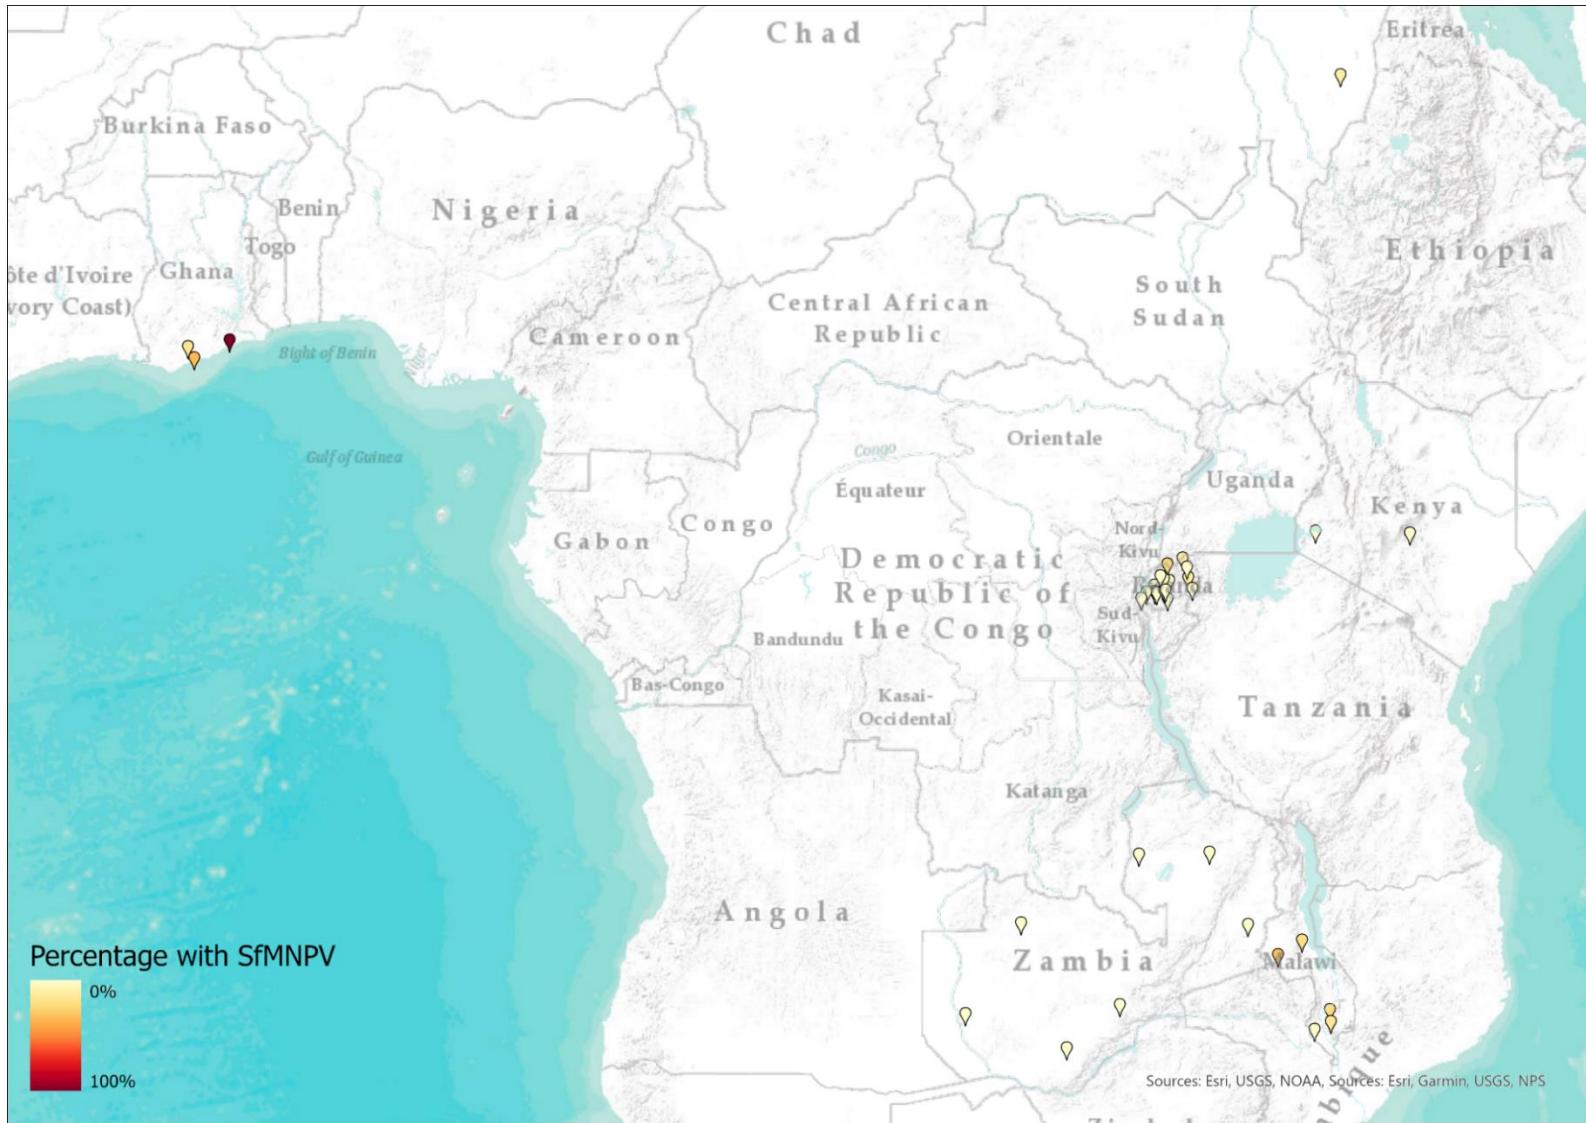 Chad
Eritrea
Burkina Faso
Benin
Nigeria
Togo
Ethiopia
ôte d'Ivoire
Ghana
vory Coast)
South
Sudan
Central African
Republic
Cameroon
Bight of Benin
Niger
Orientale
Congo
Gulf of Guinea
Équateur
Uganda
Kenya
Congo
Gabon
Nord-
Kivu
Democratic
Republic of
the Congo
Sud-
Kivu
Bandundu
Bas-Congo
Kasai-
Occidental
Tanzania
Katanga
Angola
Zambia
Malawi
Percentage with SfMNPV
0%
100%
Sources: Esri, USGS, NOAA, Sources: Esri, Garmin, USGS, NPS